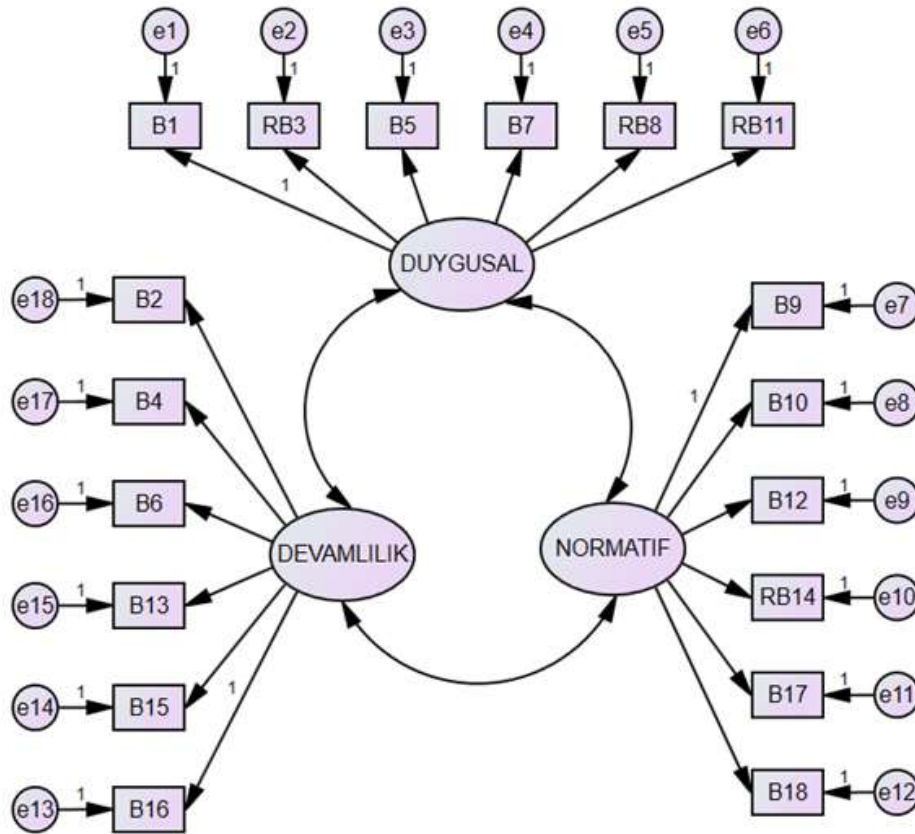 e1 e2 e3 e4 e5 e6
1 1 1 1 1 1
B1 RB3 B5 B7 RB8 RB11
1
DUYGUSAL
e18 1 B2
B9 1 e7
e17 1 B4
1
B10 1 e8
e16 1 B6
B12 1 e9
DEVAMLILIK
NORMATIF
e15 1 B13
RB14 1 e10
e14 1 B15
1
B17 1 e11
e13 1 B16
B18 1 e12